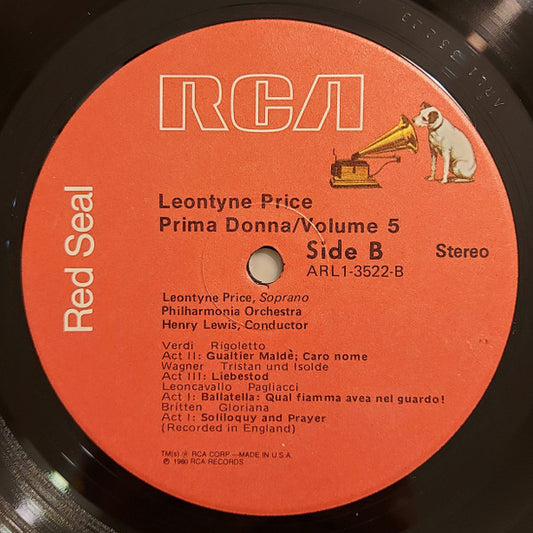 RCA
Red Seal
Leontyne Price
Prima Donna/Volume 5
Side B
Stereo
ARL1-3522-B
Leontyne Price, Soprano
Philharmonia Orchestra
Henry Lewis, Conductor
Verdi Rigoletto
Act II: Gualtier Maldè; Caro nome
Wagner Tristan und Isolde
Act III: Liebestod
Leoncavallo Pagliacci
Act I: Ballatella: Qual fiamma avea nel guardo!
Britten Gloriana
Act I: Soliloquy and Prayer
(Recorded in England)
TM(s) ® RCA CORP.—MADE IN U.S.A.
℗ 1980 RCA RECORDS